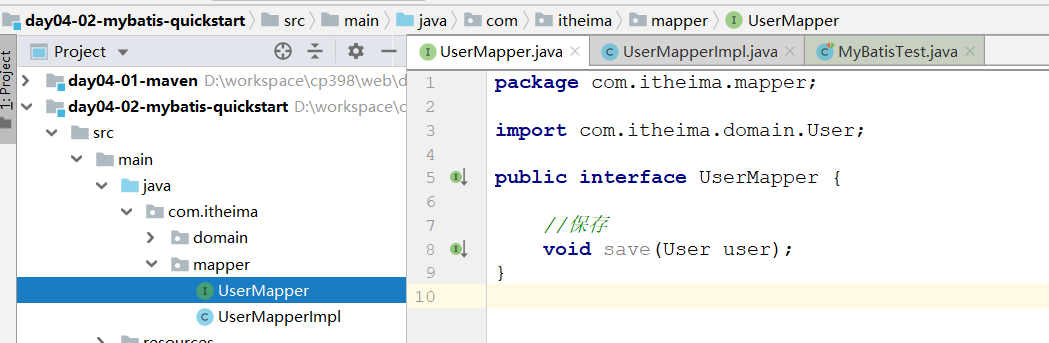 day04-02-mybatis-quickstart src main java com itheima mapper UserMapper
1: Project
Project
day04-01-maven D:\workspace\cp398\web\d
day04-02-mybatis-quickstart D:\workspace\c
src
main
java
com.itheima
domain
mapper
UserMapper
UserMapperImpl
resources
UserMapper.java UserMapperImpl.java MyBatisTest.java
1 package com.itheima.mapper;
2
3 import com.itheima.domain.User;
4
5 public interface UserMapper {
6
7 //保存
8 void save(User user);
9 }
10